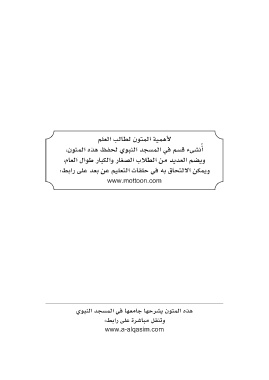 لأهمية المتون لطالب العلم
أُنشىء قسم في المسجد النبوي لحفظ هذه المتون،
ويضم العديد من الطلاب الصغار والكبار طوال العام،
ويمكن الالتحاق به في حلقات التعليم عن بعد على رابط:
www.mottoon.com
هذه المتون يشرحها جامعها في المسجد النبوي
وتنقل مباشرة على رابط:
www.a-alqasim.com